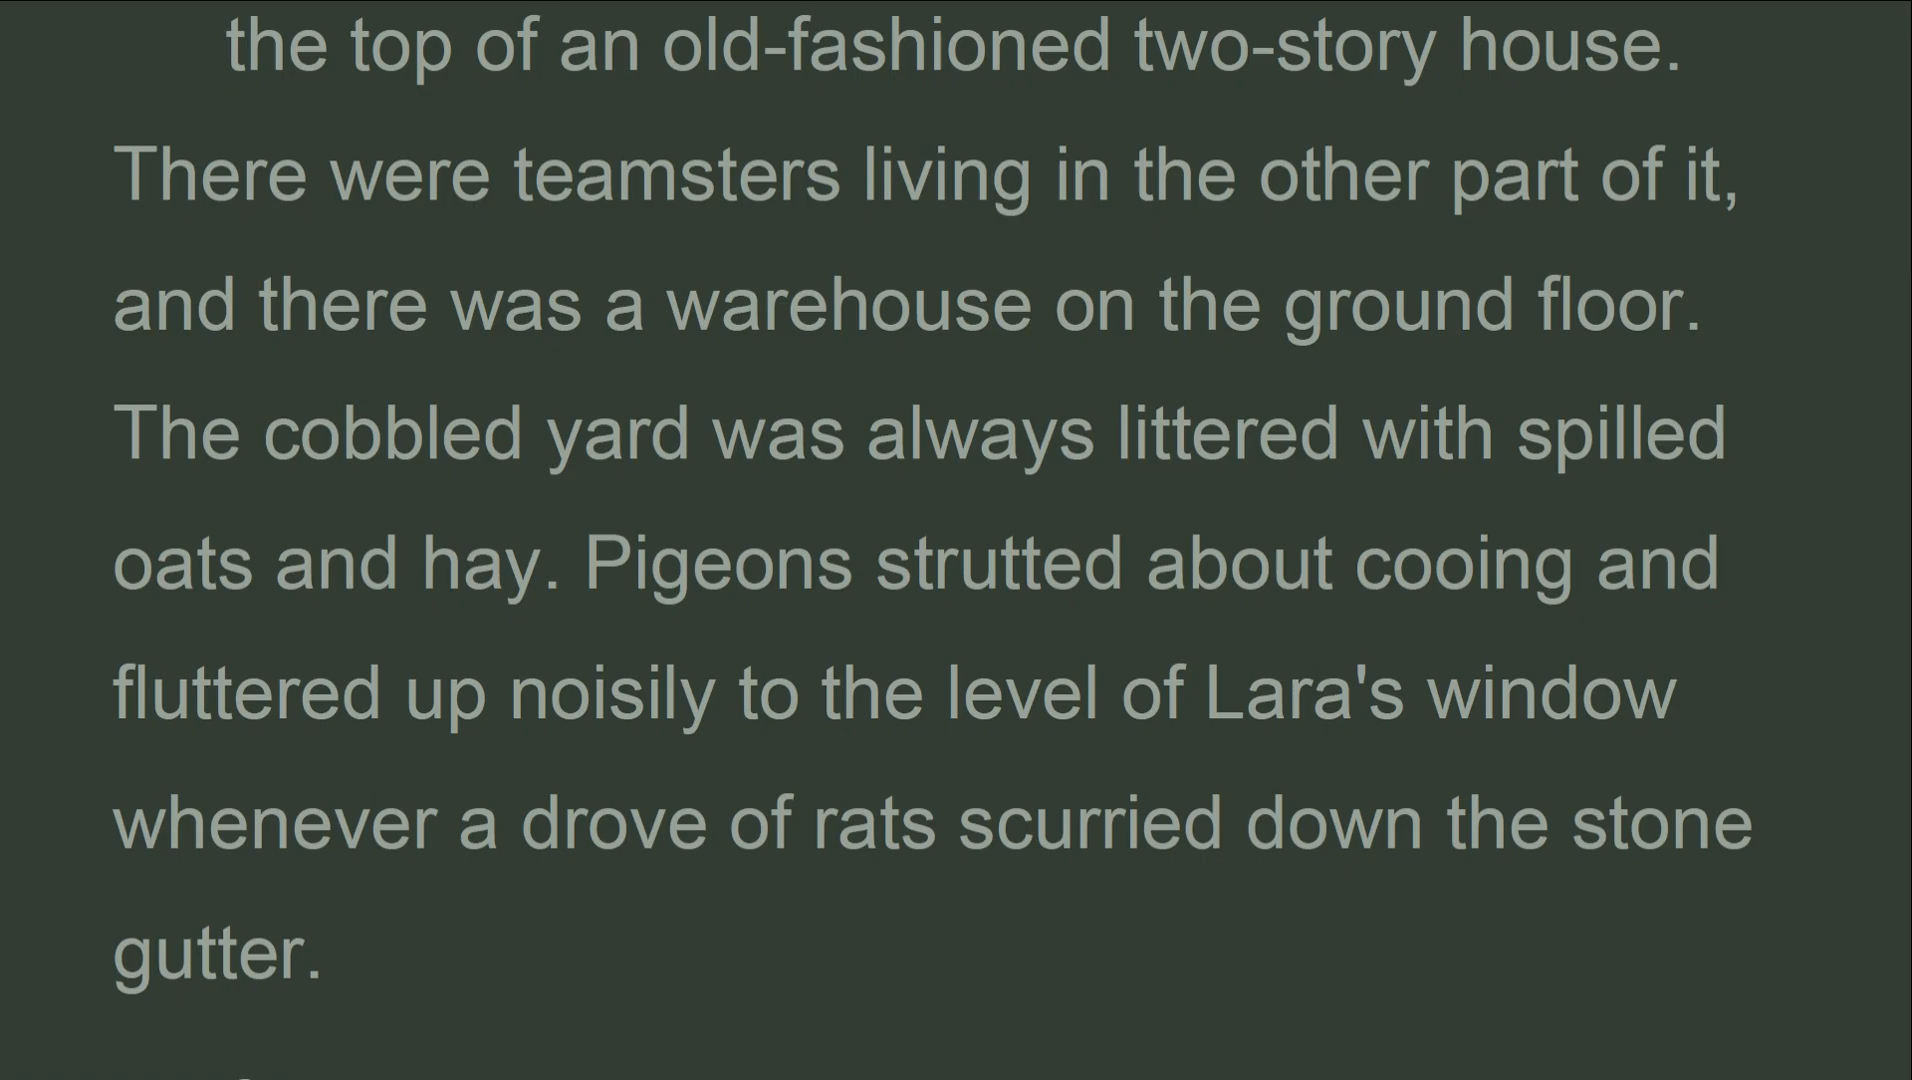 the top of an old-fashioned two-story house.
There were teamsters living in the other part of it,
and there was a warehouse on the ground floor.
The cobbled yard was always littered with spilled
oats and hay. Pigeons strutted about cooing and
fluttered up noisily to the level of Lara's window
whenever a drove of rats scurried down the stone
gutter.